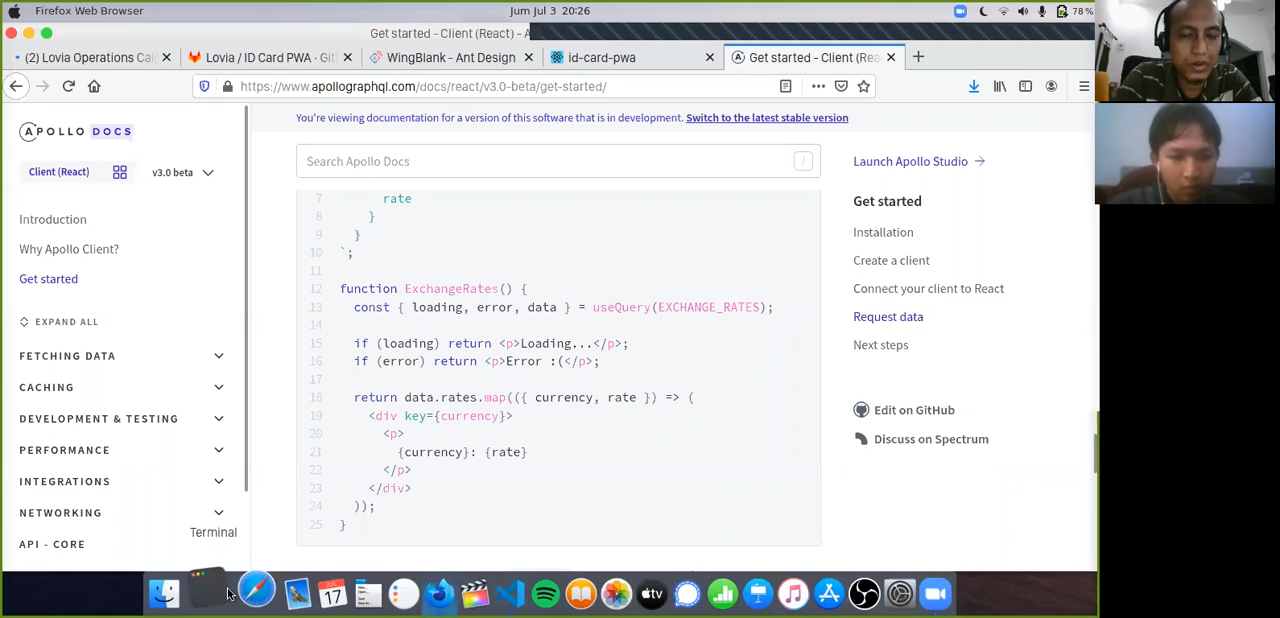 Firefox Web Browser
Jum Jul 3 20:26
78 %
Get started - Client (React) - A
(2) Lovia Operations Cal
Lovia / ID Card PWA · Git
WingBlank - Ant Design
id-card-pwa
Get started - Client (Rea
https://www.apollographql.com/docs/react/v3.0-beta/get-started/
You're viewing documentation for a version of this software that is in development. Switch to the latest stable version
APOLLO DOCS
Client (React)
v3.0 beta
Introduction
Why Apollo Client?
Get started
EXPAND ALL
FETCHING DATA
CACHING
DEVELOPMENT & TESTING
PERFORMANCE
INTEGRATIONS
NETWORKING
API - CORE
Search Apollo Docs
/
7 rate
8 }
9 }
10 `;
11
12 function ExchangeRates() {
13 const { loading, error, data } = useQuery(EXCHANGE_RATES);
14
15 if (loading) return <p>Loading...</p>;
16 if (error) return <p>Error :(</p>;
17
18 return data.rates.map(({ currency, rate }) => (
19 <div key={currency}>
20 <p>
21 {currency}: {rate}
22 </p>
23 </div>
24 ));
25 }
Launch Apollo Studio
Get started
Installation
Create a client
Connect your client to React
Request data
Next steps
Edit on GitHub
Discuss on Spectrum
Terminal
17
tv